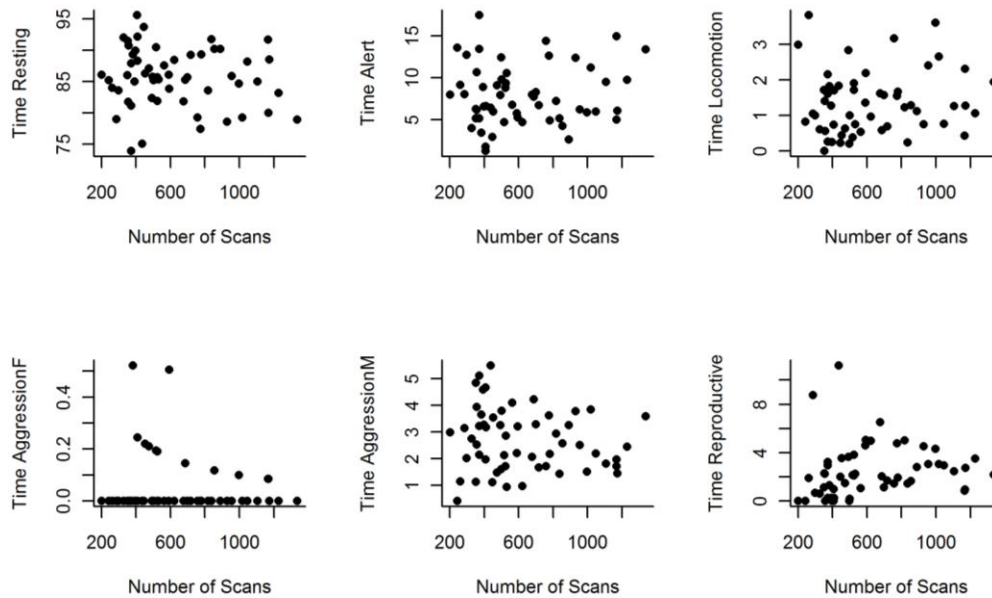 Time Resting
95
85
75
200 600 1000
Number of Scans
Time Alert
15
10
5
200 600 1000
Number of Scans
Time Locomotion
3
2
1
0
200 600 1000
Number of Scans
Time AggressionF
0.4
0.2
0.0
200 600 1000
Number of Scans
Time AggressionM
5
4
3
2
1
200 600 1000
Number of Scans
Time Reproductive
8
4
0
200 600 1000
Number of Scans